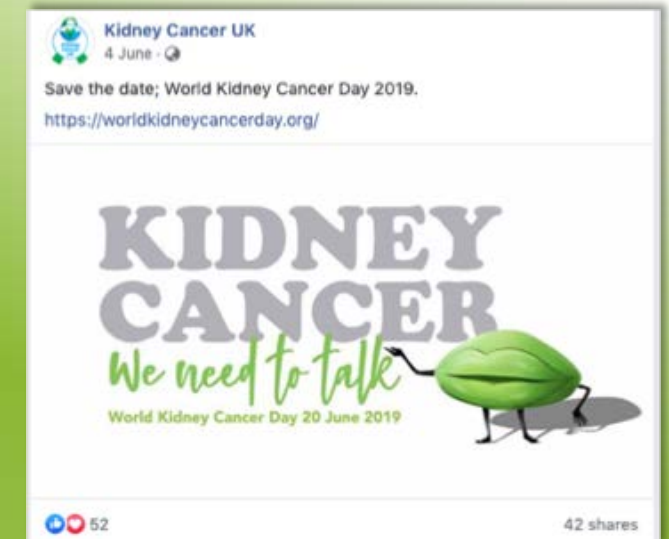 Kidney Cancer UK
4 June ·
Save the date; World Kidney Cancer Day 2019.
https://worldkidneycancerday.org/
KIDNEY
CANCER
We need to talk
World Kidney Cancer Day 20 June 2019
52
42 shares